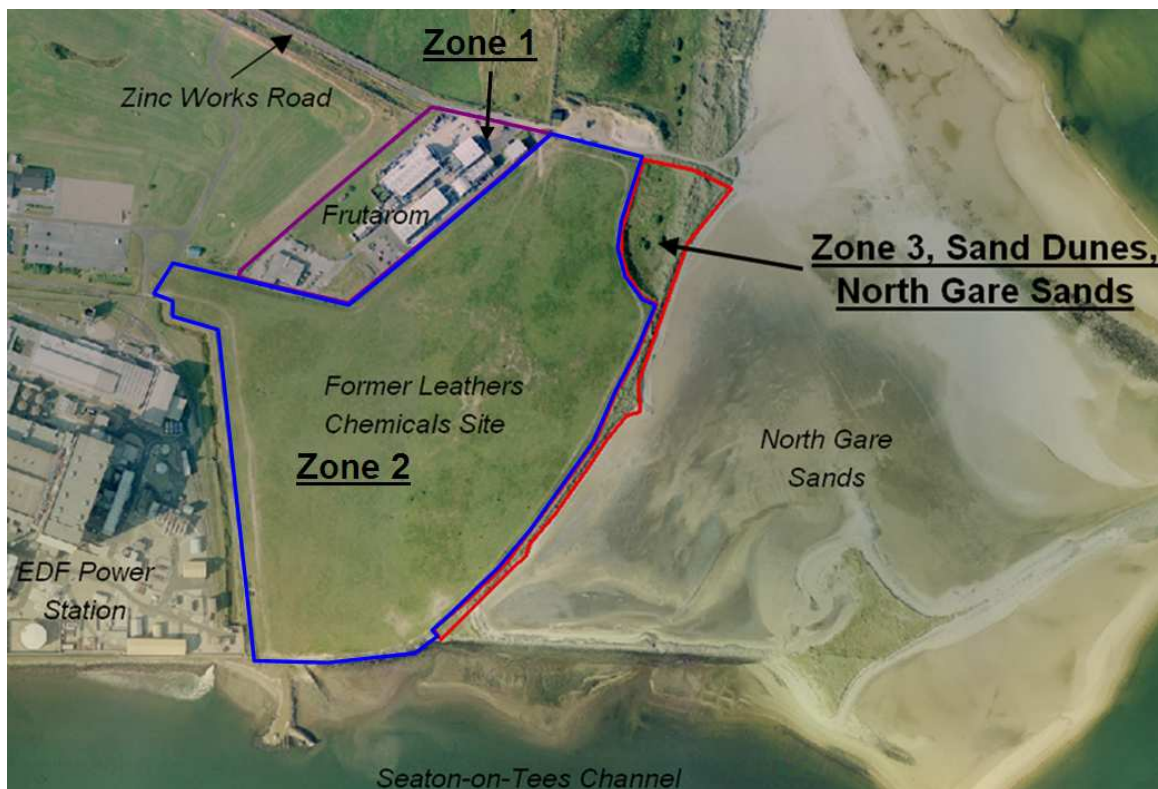 Zone 1
Zinc Works Road
Frutarom
Zone 3, Sand Dunes,
North Gare Sands
Former Leathers
Chemicals Site
Zone 2
North Gare
Sands
EDF Power
Station
Seaton-on-Tees Channel